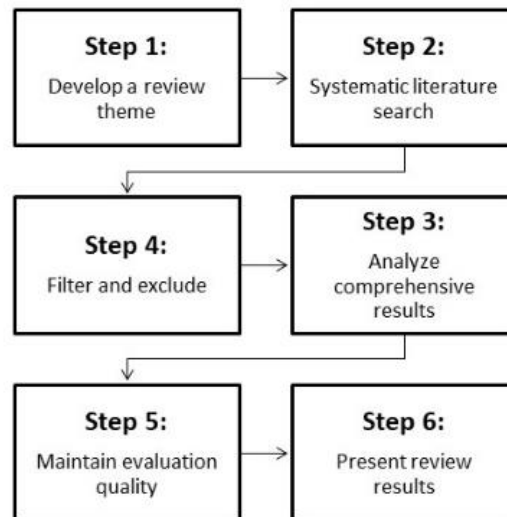 Step 1:
Develop a review
theme
Step 2:
Systematic literature
search
Step 4:
Filter and exclude
Step 3:
Analyze
comprehensive
results
Step 5:
Maintain evaluation
quality
Step 6:
Present review
results